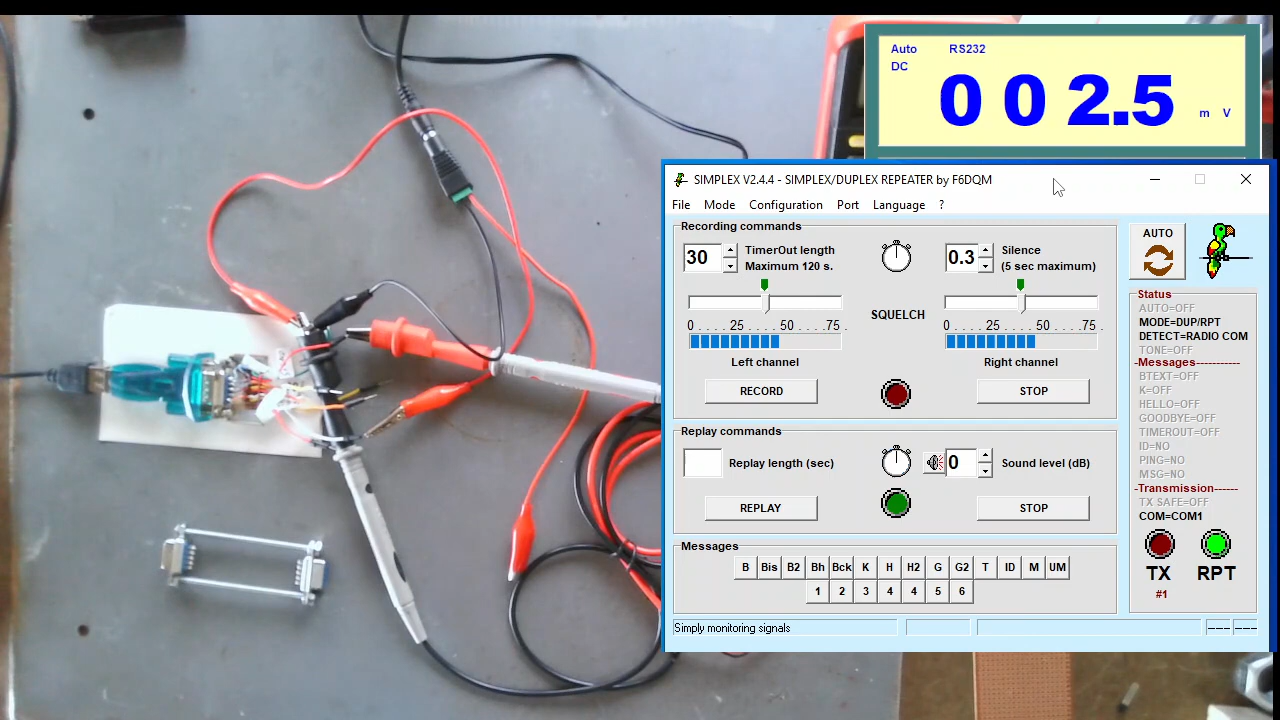 Auto RS232
DC
0 0 2.5 m V
SIMPLEX V2.4.4 - SIMPLEX/DUPLEX REPEATER by F6DQM
File Mode Configuration Port Language ?
Recording commands
30 TimerOut length
Maximum 120 s.
0.3 Silence
(5 sec maximum)
SQUELCH
0 . . . . 25 . . . . 50 . . . . 75 .
0 . . . . 25 . . . . 50 . . . . 75 .
Left channel
Right channel
RECORD
STOP
Replay commands
Replay length (sec)
0 Sound level (dB)
REPLAY
STOP
Messages
B Bis B2 Bh Bck K H H2 G G2 T ID M UM
1 2 3 4 4 5 6
Simply monitoring signals
--- ---
AUTO
Status
AUTO=OFF
MODE=DUP/RPT
DETECT=RADIO COM
TONE=OFF
-Messages-----------
BTEXT=OFF
K=OFF
HELLO=OFF
GOODBYE=OFF
TIMEROUT=OFF
ID=NO
PING=NO
MSG=NO
-Transmission------
TX SAFE=OFF
COM=COM1
TX RPT
#1